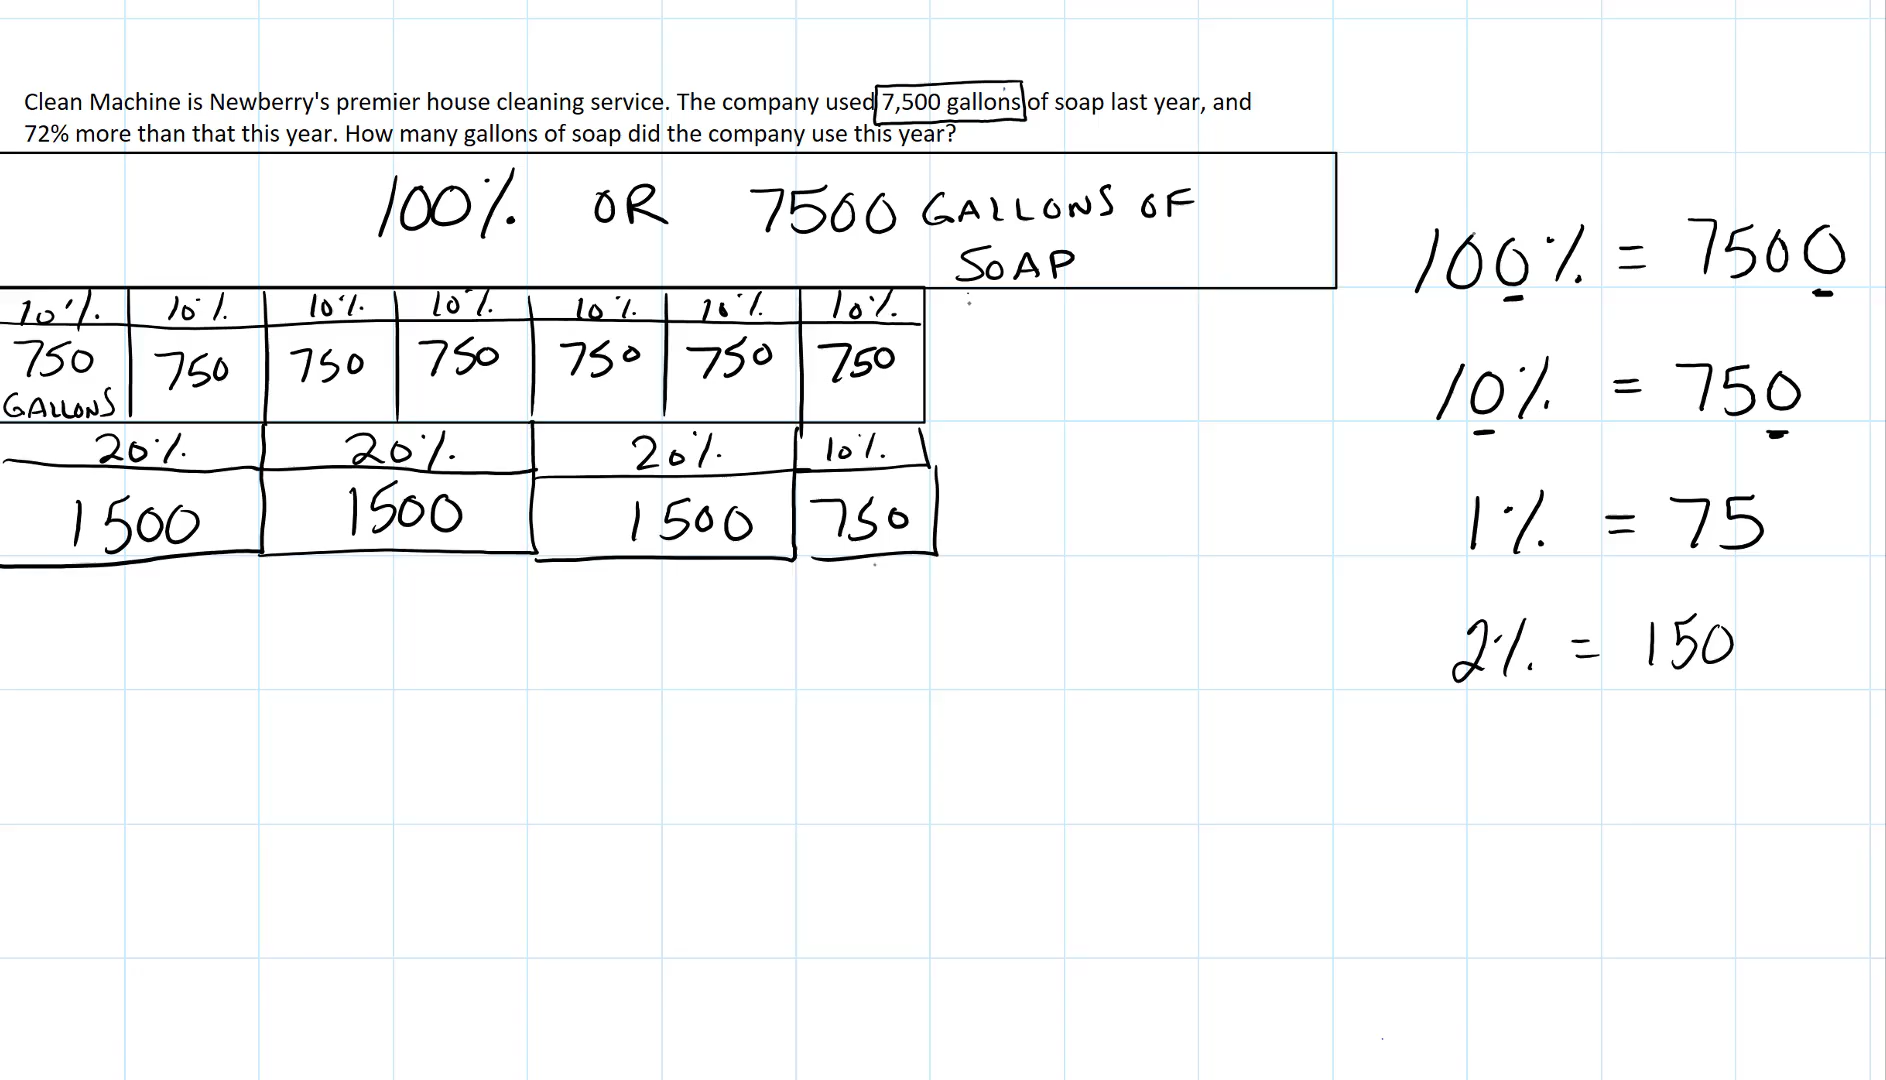 Clean Machine is Newberry's premier house cleaning service. The company used 7,500 gallons of soap last year, and
72% more than that this year. How many gallons of soap did the company use this year?
100% OR 7500 GALLONS OF
SOAP
10% 10% 10% 10% 10% 10% 10%
750 750 750 750 750 750 750
GALLONS
20% 20% 20% 10%
1500 1500 1500 750
100% = 7500
10% = 750
1% = 75
2% = 150